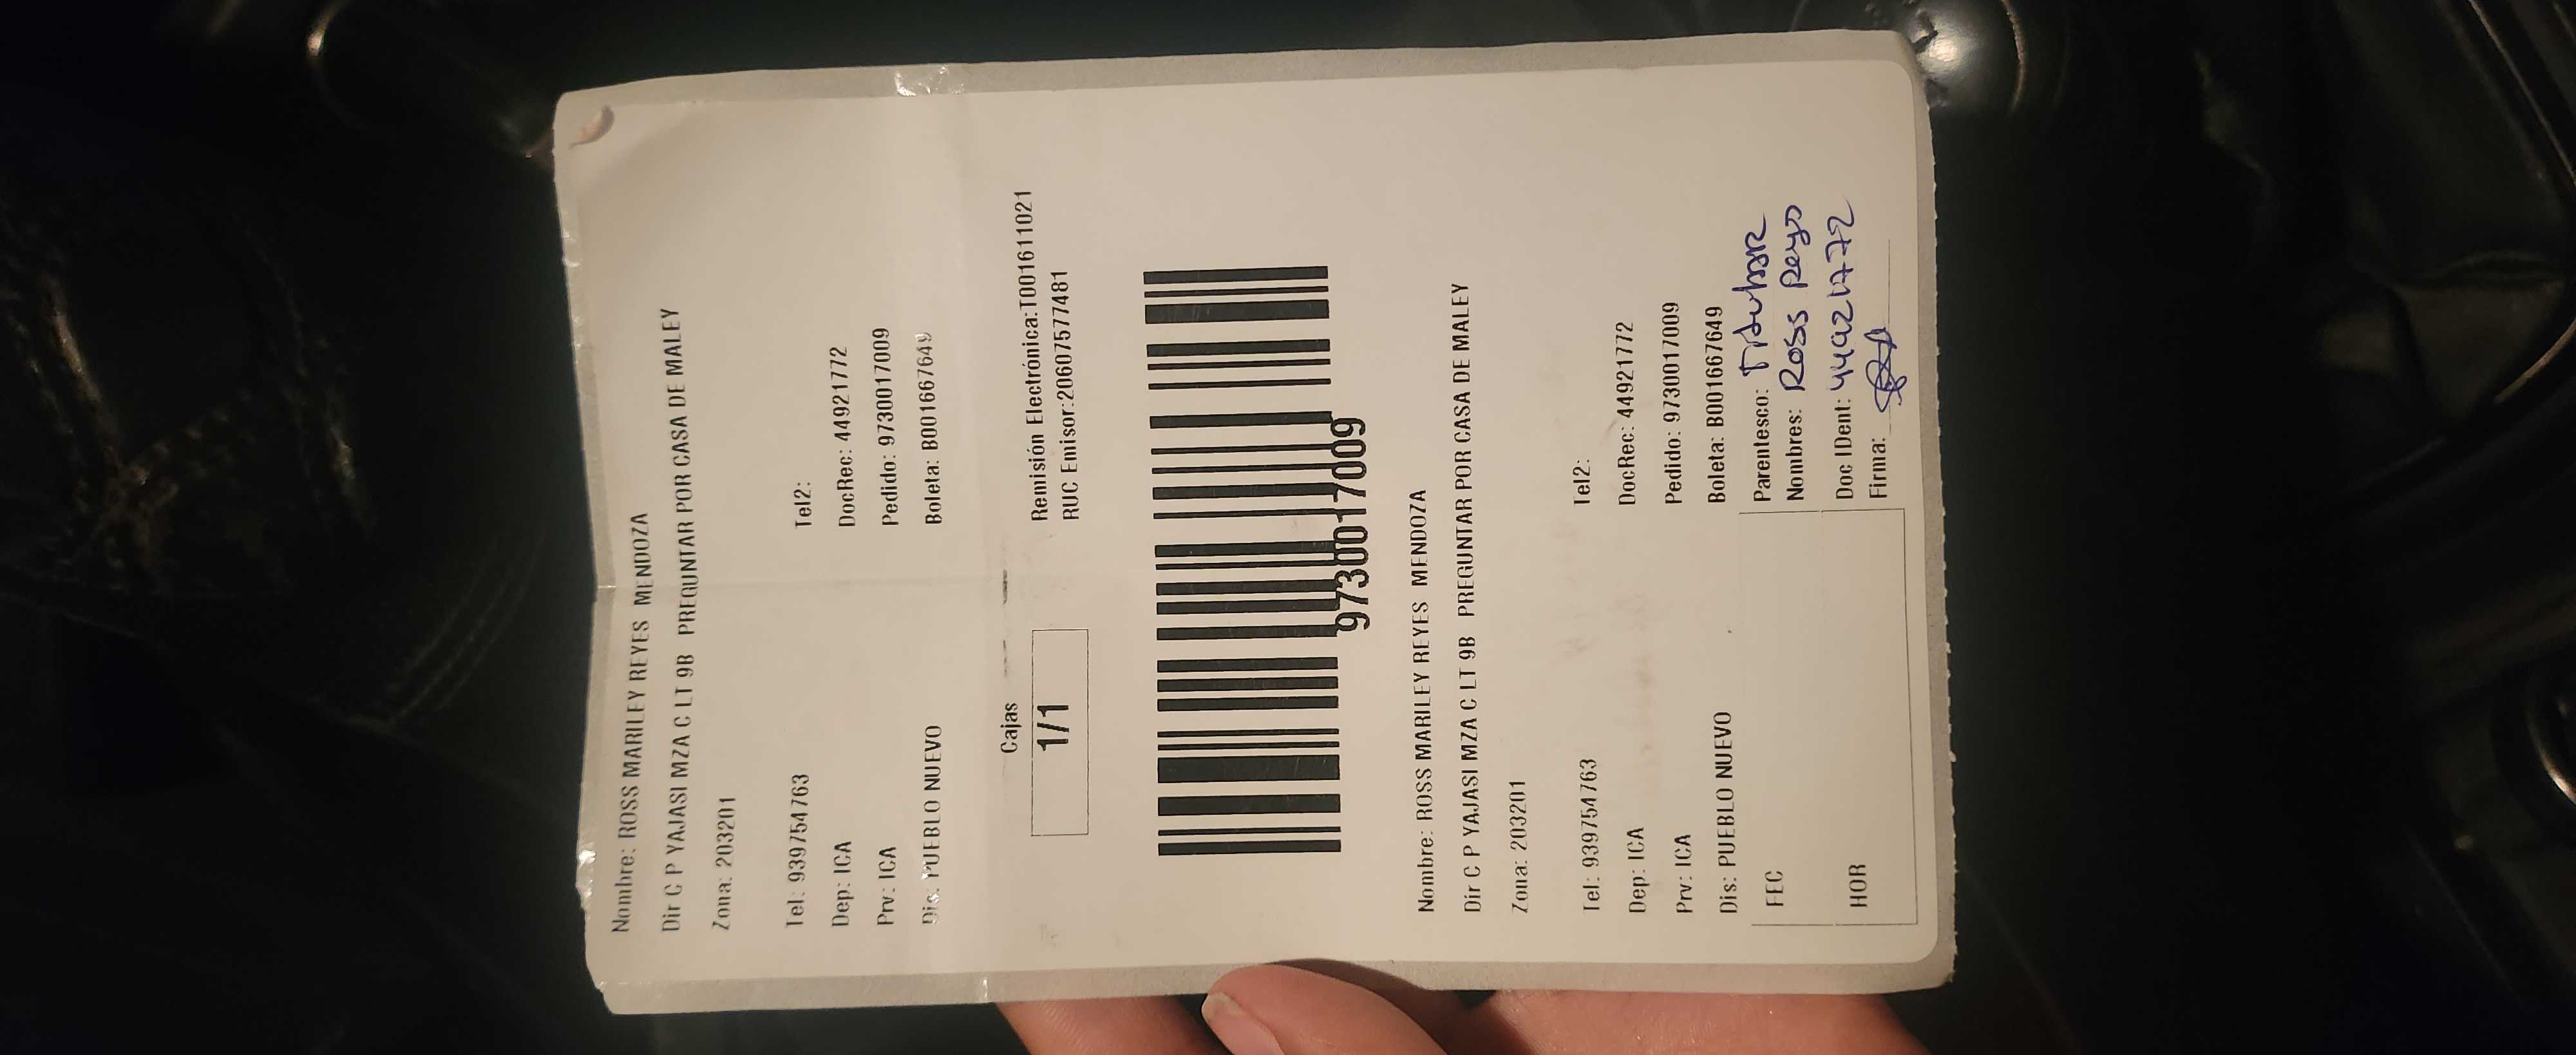 Nombre: ROSS MARILEY REYES MENDOZA
Dir C P YAJASI MZA C LT 9B PREGUNTAR POR CASA DE MALEY
Zona: 203201
Tel: 939754763 Tel2:
Dep: ICA DocRec: 44921772
Prv: ICA Pedido: 9730017009
Dis: PUEBLO NUEVO Boleta: B001667649
Cajas
1/1
Remisión Electrónica:T001611021
RUC Emisor:20607577481
9730017009
Nombre: ROSS MARILEY REYES MENDOZA
Dir C P YAJASI MZA C LT 9B PREGUNTAR POR CASA DE MALEY
Zona: 203201
Tel: 939754763 Tel2:
Dep: ICA DocRec: 44921772
Prv: ICA Pedido: 9730017009
Dis: PUEBLO NUEVO Boleta: B001667649
FEC
HOR
Parentesco: Titular
Nombres: Ross Reyes
Doc IDent: 44921772
Firma: